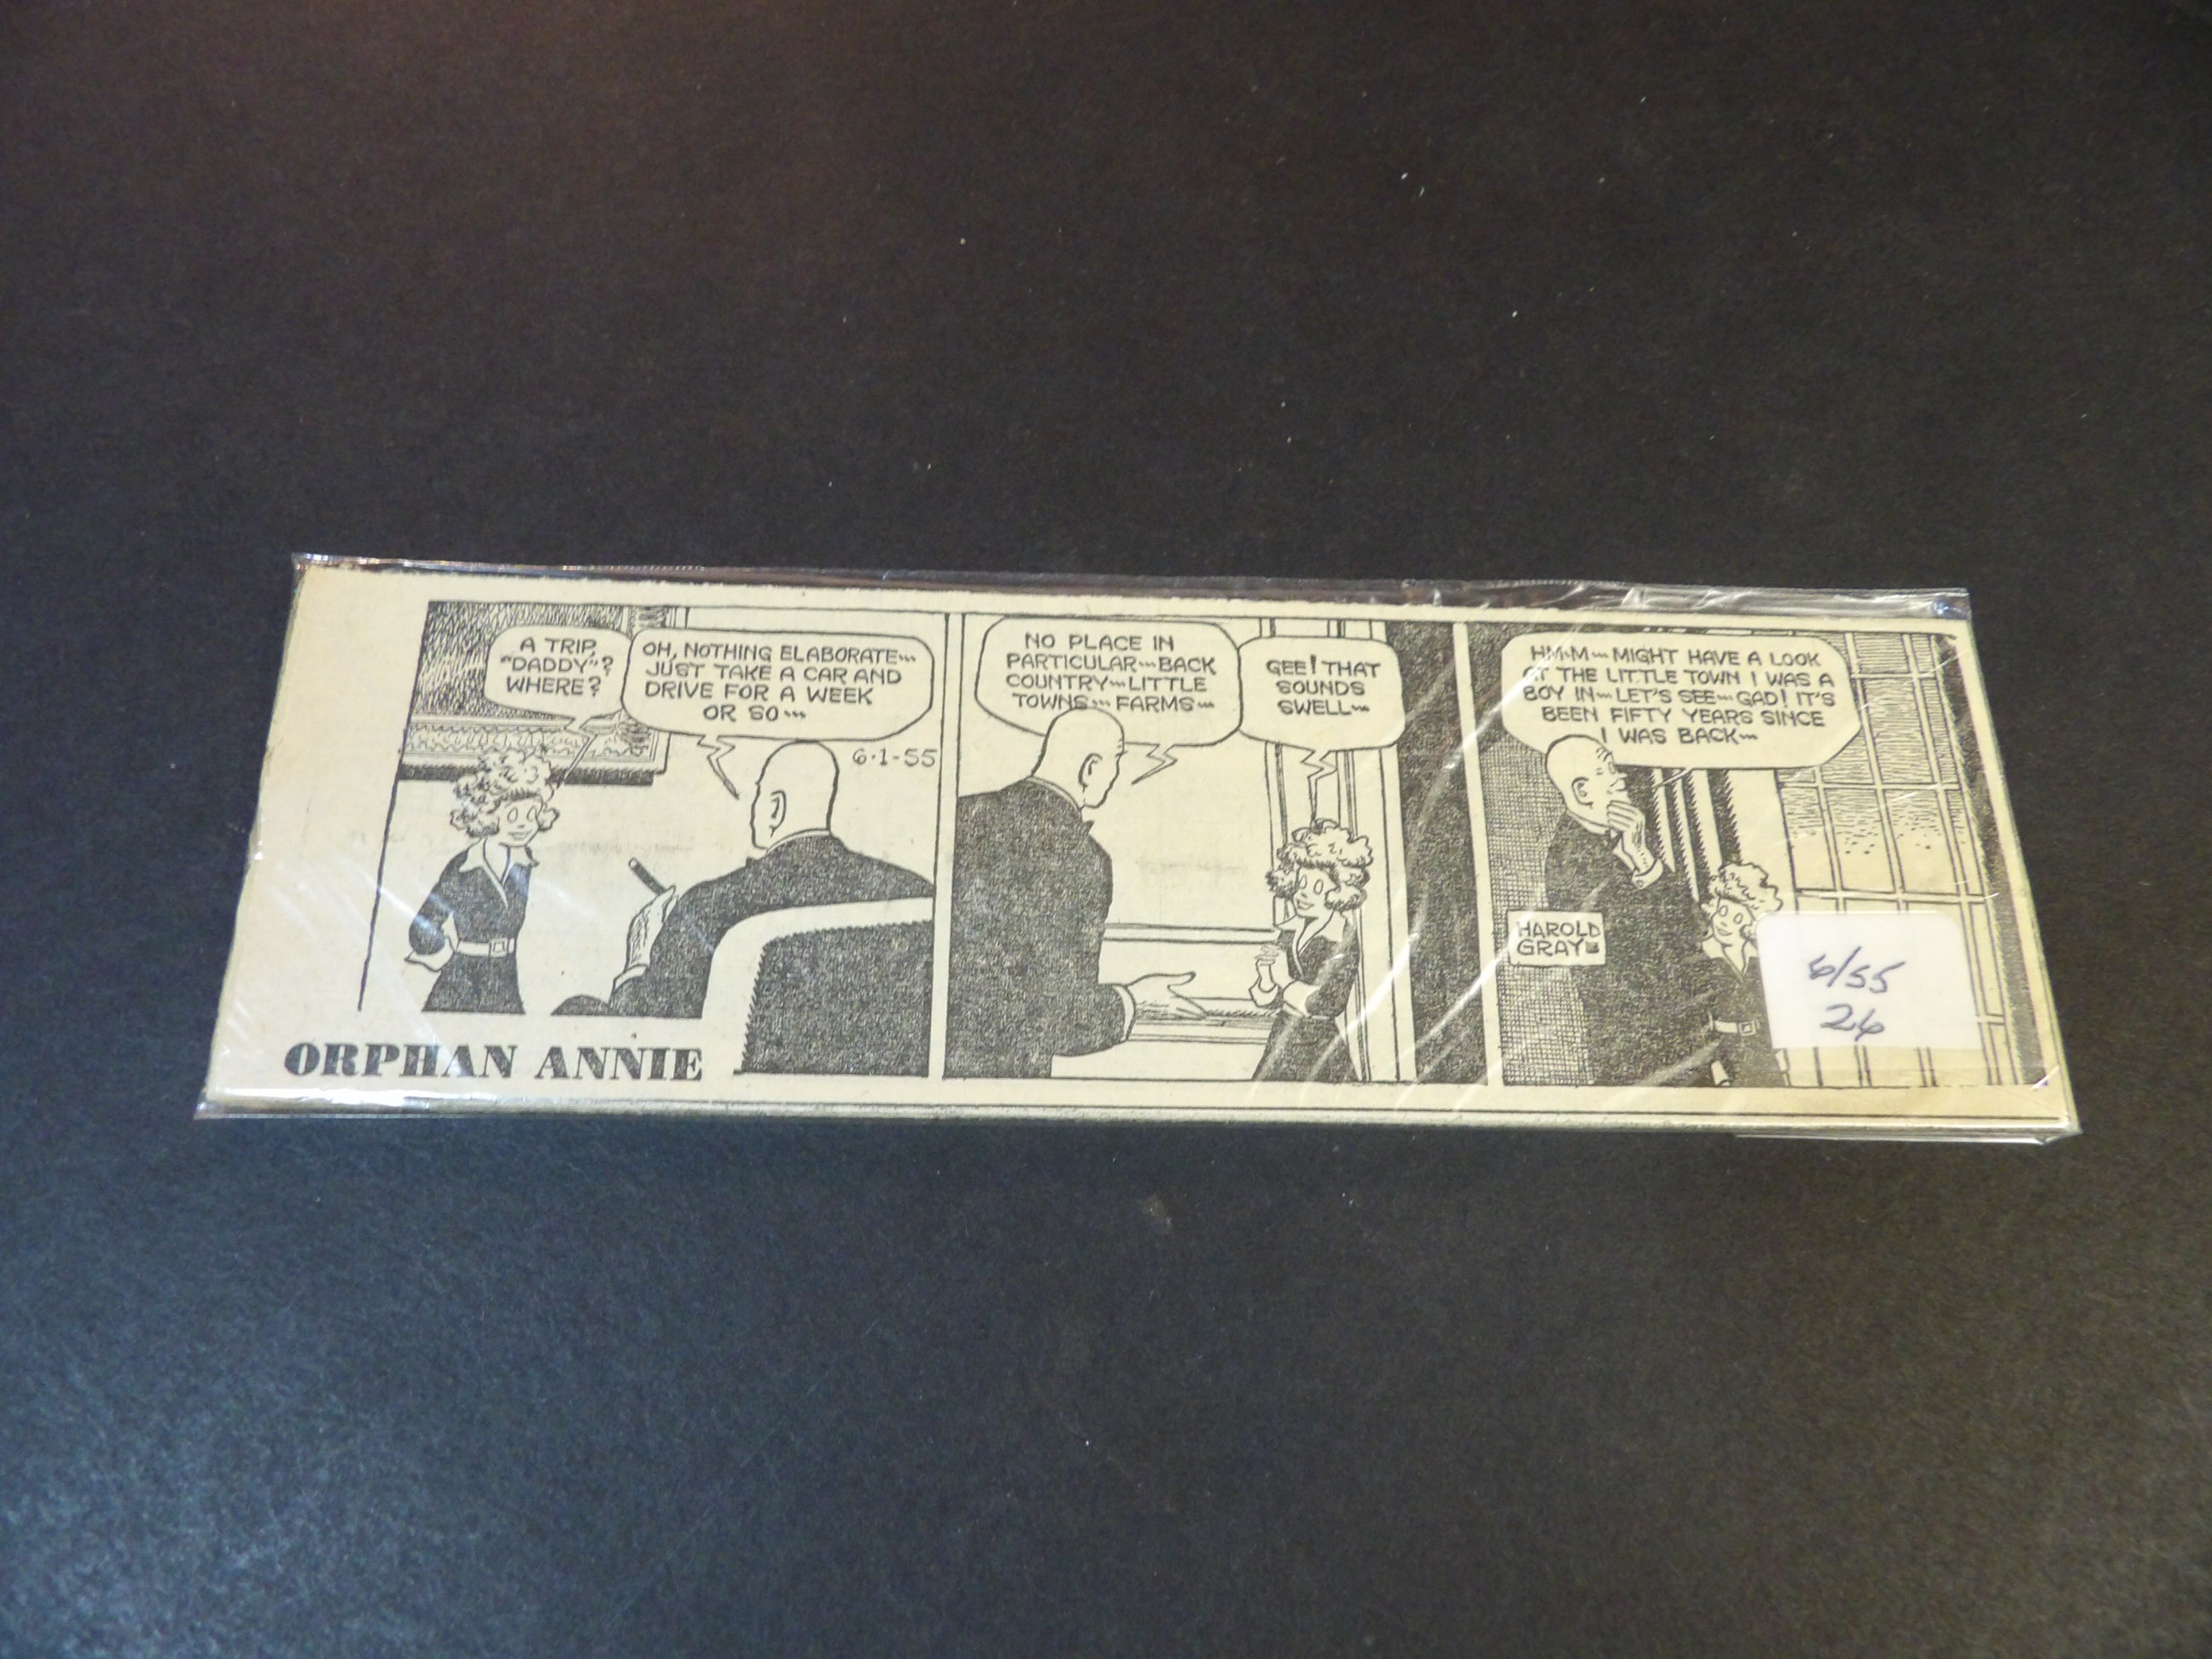 A TRIP,
"DADDY"?
WHERE?
OH, NOTHING ELABORATE---
JUST TAKE A CAR AND
DRIVE FOR A WEEK
OR SO---
6-1-55
ORPHAN ANNIE
NO PLACE IN
PARTICULAR---BACK
COUNTRY---LITTLE
TOWNS---FARMS---
GEE! THAT
SOUNDS
SWELL---
HM-M---MIGHT HAVE A LOOK
AT THE LITTLE TOWN I WAS A
BOY IN---LET'S SEE---GAD! IT'S
BEEN FIFTY YEARS SINCE
I WAS BACK---
HAROLD
GRAY
6/55
26